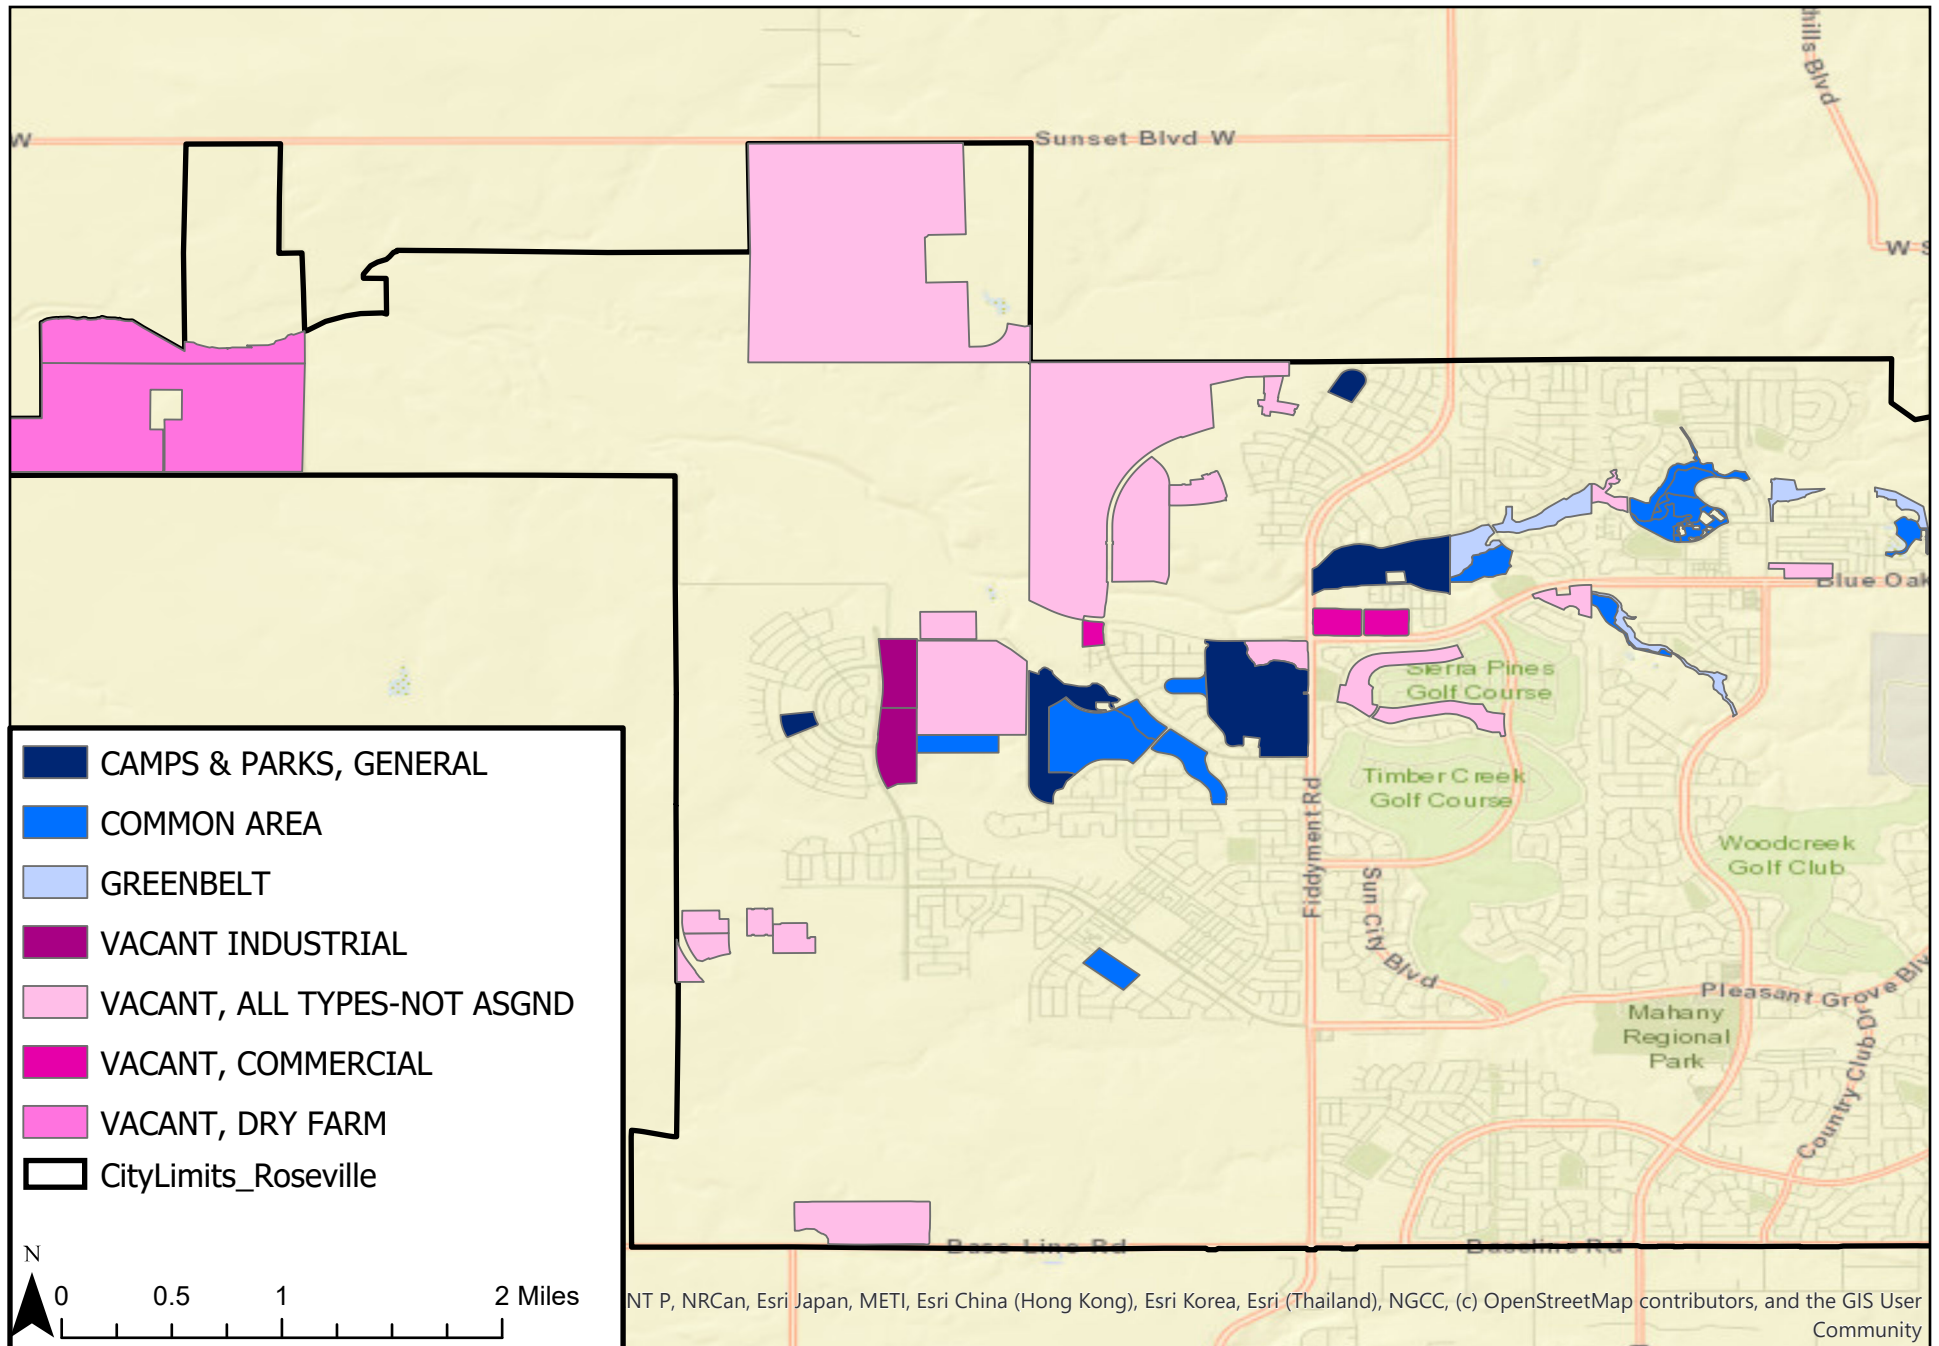 hills Blvd
W
Sunset Blvd W
W S
Blue Oak
Sierra Pines
Golf Course
Timber Creek
Golf Course
Woodcreek
Golf Club
Fiddyment Rd
Sun City Blvd
Pleasant Grove Blv
Mahany
Regional
Park
Country Club Dr
Base Line Rd
Baseline Rd
CAMPS & PARKS, GENERAL
COMMON AREA
GREENBELT
VACANT INDUSTRIAL
VACANT, ALL TYPES-NOT ASGND
VACANT, COMMERCIAL
VACANT, DRY FARM
CityLimits_Roseville
N
0 0.5 1 2 Miles
NT P, NRCan, Esri Japan, METI, Esri China (Hong Kong), Esri Korea, Esri (Thailand), NGCC, (c) OpenStreetMap contributors, and the GIS User
Community